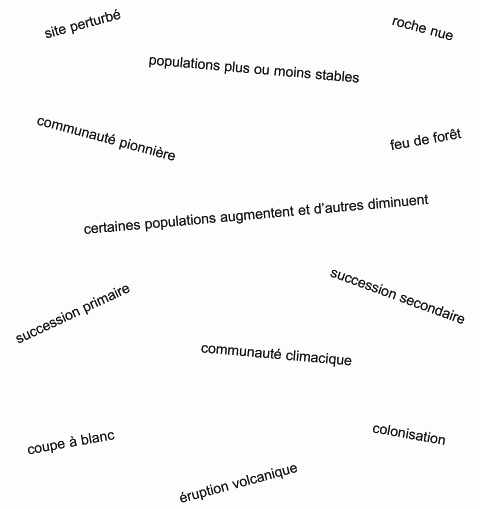 site perturbé
roche nue
populations plus ou moins stables
communauté pionnière
feu de forêt
certaines populations augmentent et d'autres diminuent
succession secondaire
succession primaire
communauté climacique
coupe à blanc
colonisation
éruption volcanique